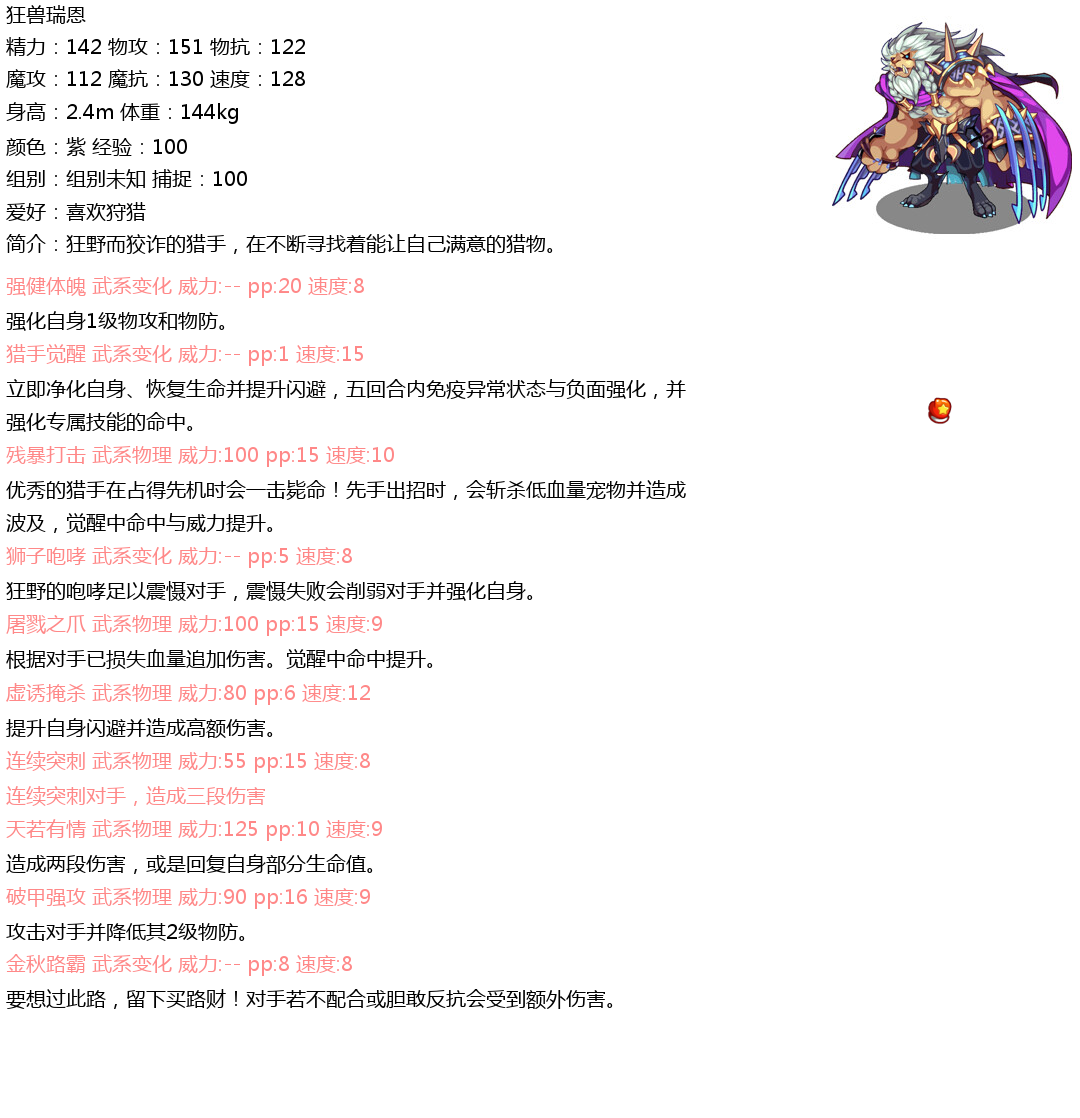 狂兽瑞恩
精力：142 物攻：151 物抗：122
魔攻：112 魔抗：130 速度：128
身高：2.4m 体重：144kg
颜色：紫 经验：100
组别：组别未知 捕捉：100
爱好：喜欢狩猎
简介：狂野而狡诈的猎手，在不断寻找着能让自己满意的猎物。
强健体魄 武系变化 威力:-- pp:20 速度:8
强化自身1级物攻和物防。
猎手觉醒 武系变化 威力:-- pp:1 速度:15
立即净化自身、恢复生命并提升闪避，五回合内免疫异常状态与负面强化，并
强化专属技能的命中。
残暴打击 武系物理 威力:100 pp:15 速度:10
优秀的猎手在占得先机时会一击毙命！先手出招时，会斩杀低血量宠物并造成
波及，觉醒中命中与威力提升。
狮子咆哮 武系变化 威力:-- pp:5 速度:8
狂野的咆哮足以震慑对手，震慑失败会削弱对手并强化自身。
屠戮之爪 武系物理 威力:100 pp:15 速度:9
根据对手已损失血量追加伤害。觉醒中命中提升。
虚诱掩杀 武系物理 威力:80 pp:6 速度:12
提升自身闪避并造成高额伤害。
连续突刺 武系物理 威力:55 pp:15 速度:8
连续突刺对手，造成三段伤害
天若有情 武系物理 威力:125 pp:10 速度:9
造成两段伤害，或是回复自身部分生命值。
破甲强攻 武系物理 威力:90 pp:16 速度:9
攻击对手并降低其2级物防。
金秋路霸 武系变化 威力:-- pp:8 速度:8
要想过此路，留下买路财！对手若不配合或胆敢反抗会受到额外伤害。